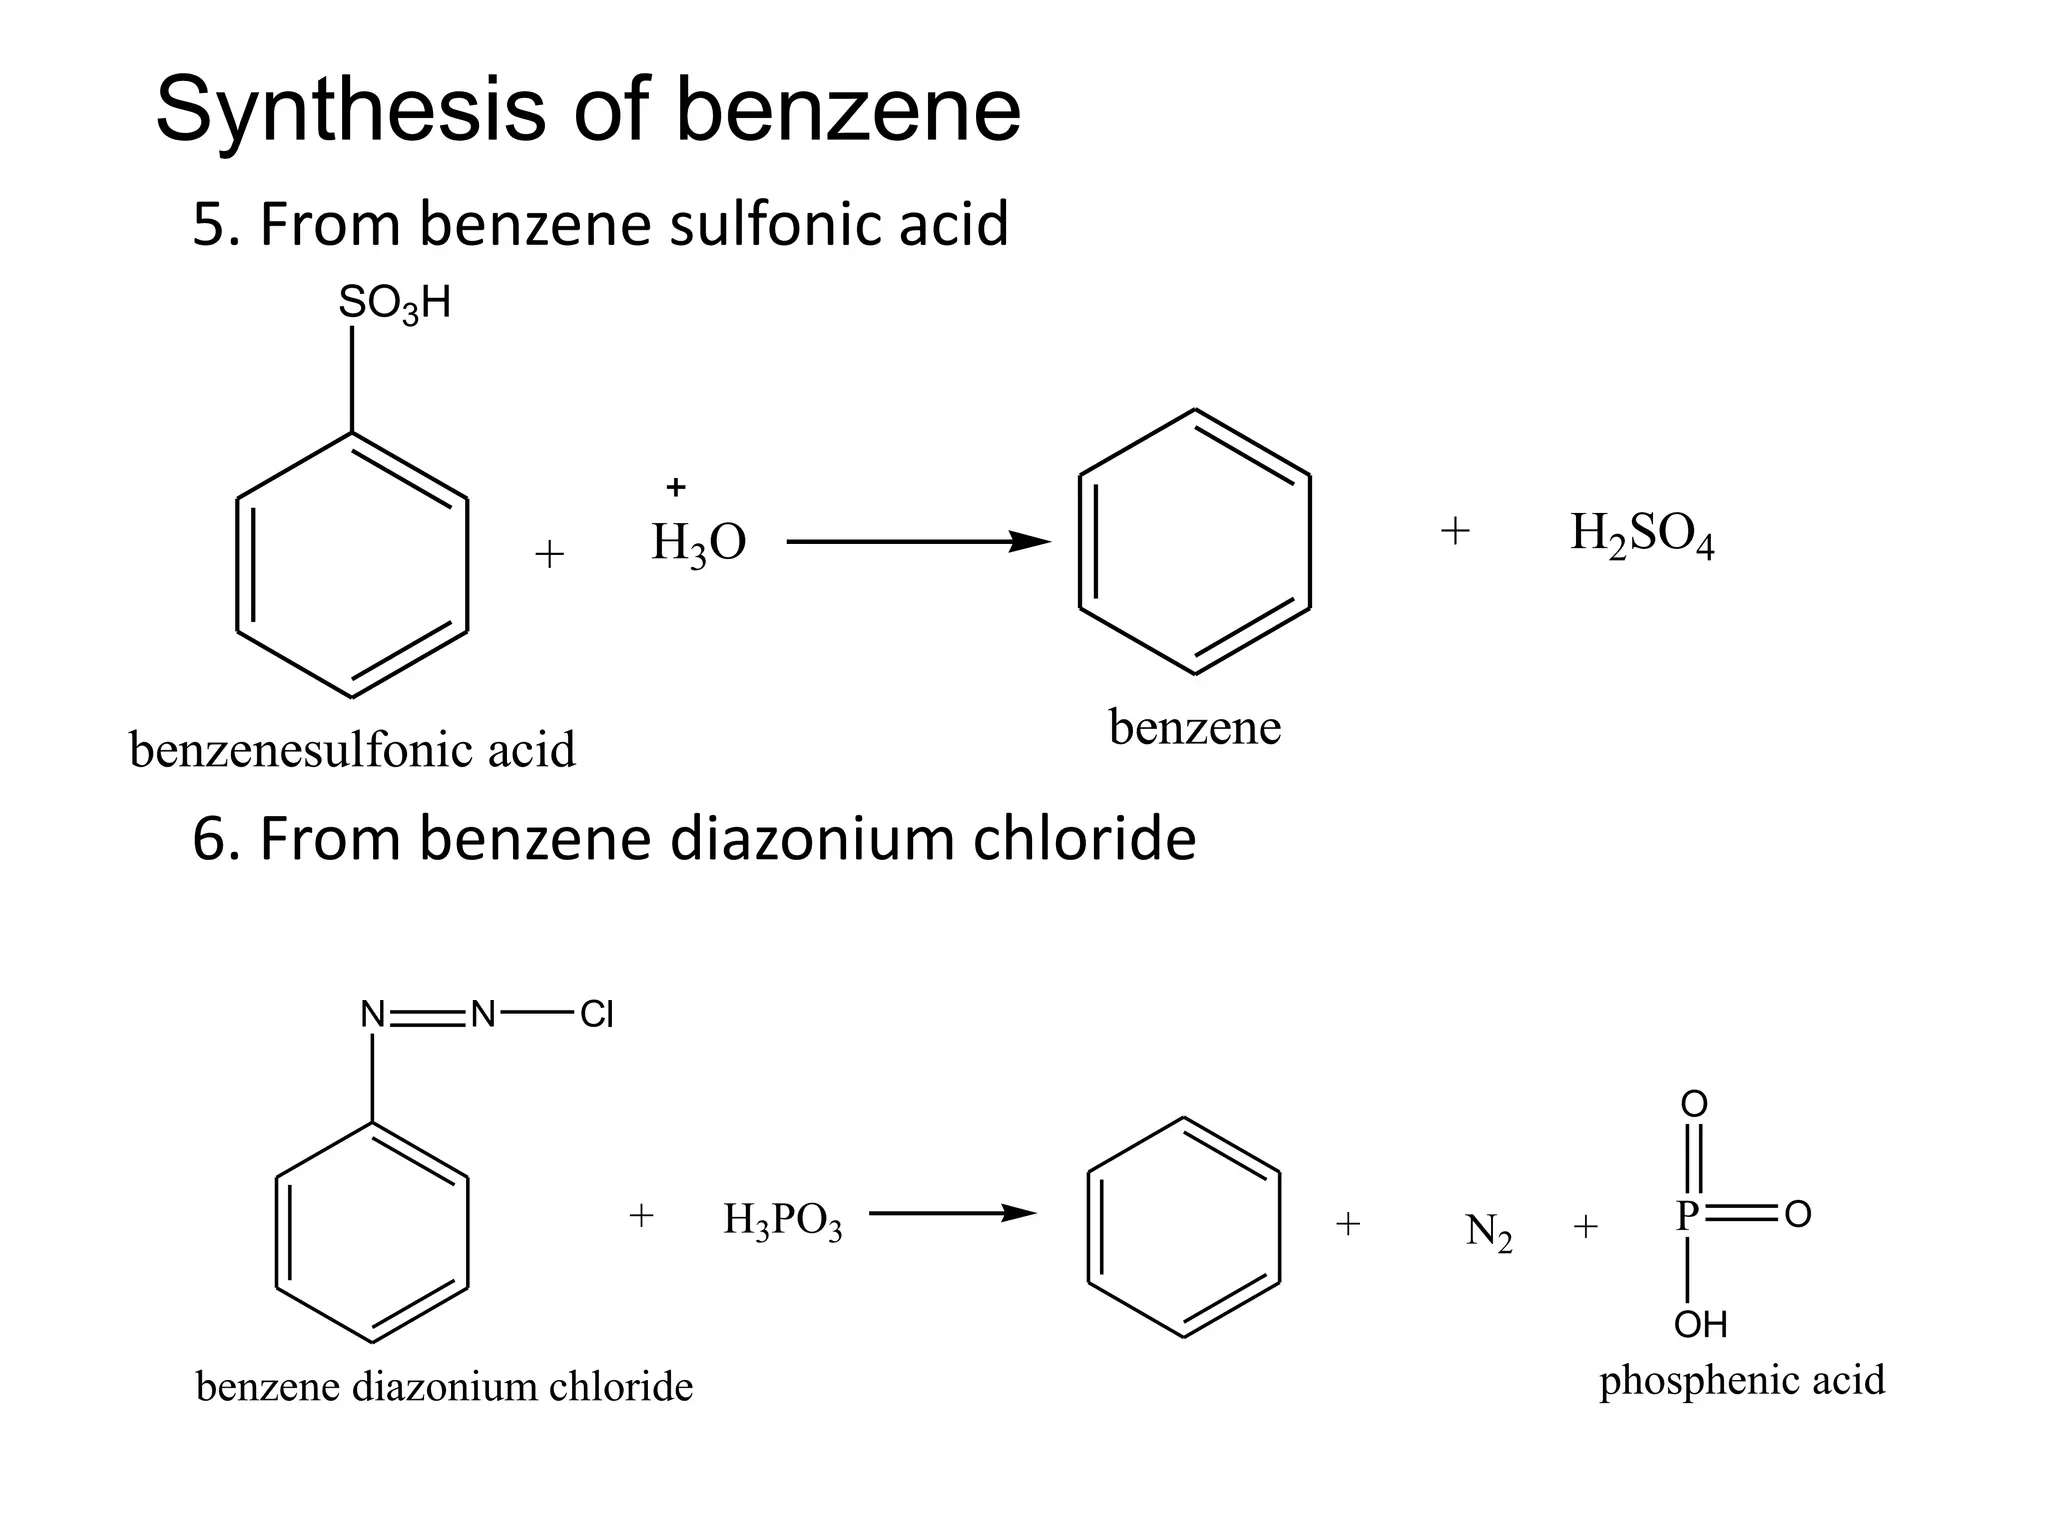 Synthesis of benzene
5. From benzene sulfonic acid
SO3H
+
+ H3O + H2SO4
benzenesulfonic acid
benzene
6. From benzene diazonium chloride
N N Cl
O
+ H3PO3 + N2 + P O
OH
benzene diazonium chloride
phosphenic acid